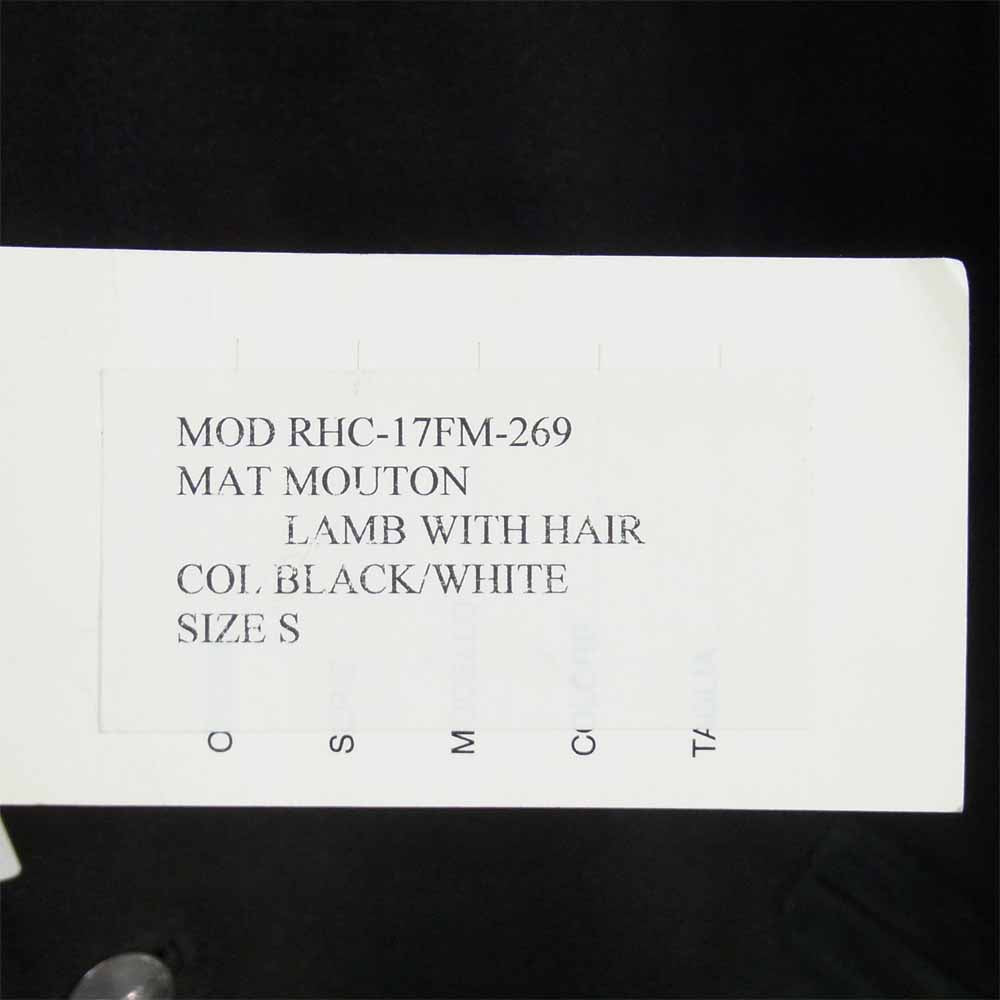 MOD RHC-17FM-269
MAT MOUTON
LAMB WITH HAIR
COL BLACK/WHITE
SIZE S